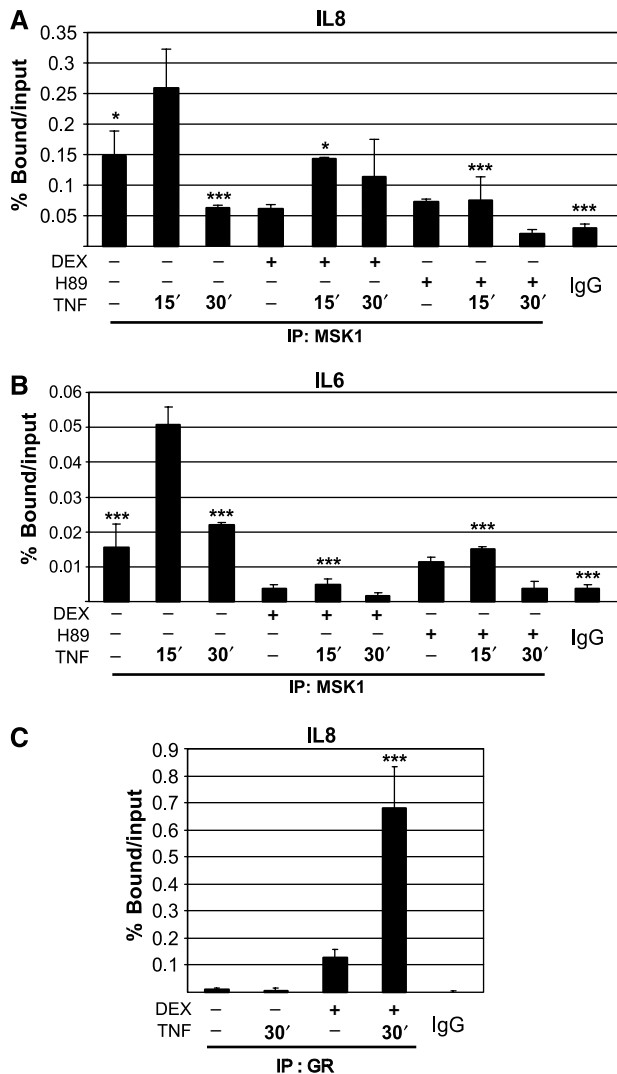 A
IL8
% Bound/input
0.35
0.3
0.25
0.2
0.15
0.1
0.05
* *** * *** ***
DEX – – – + + + – – –
H89 – – – – – – + + + IgG
TNF – 15′ 30′ – 15′ 30′ – 15′ 30′
IP: MSK1
B
IL6
% Bound/input
0.06
0.05
0.04
0.03
0.02
0.01
*** *** *** *** ***
DEX – – – + + + – – –
H89 – – – – – – + + + IgG
TNF – 15′ 30′ – 15′ 30′ – 15′ 30′
IP: MSK1
C
IL8
% Bound/input
0.9
0.8
0.7
0.6
0.5
0.4
0.3
0.2
0.1
***
DEX – – + + IgG
TNF – 30′ – 30′
IP : GR